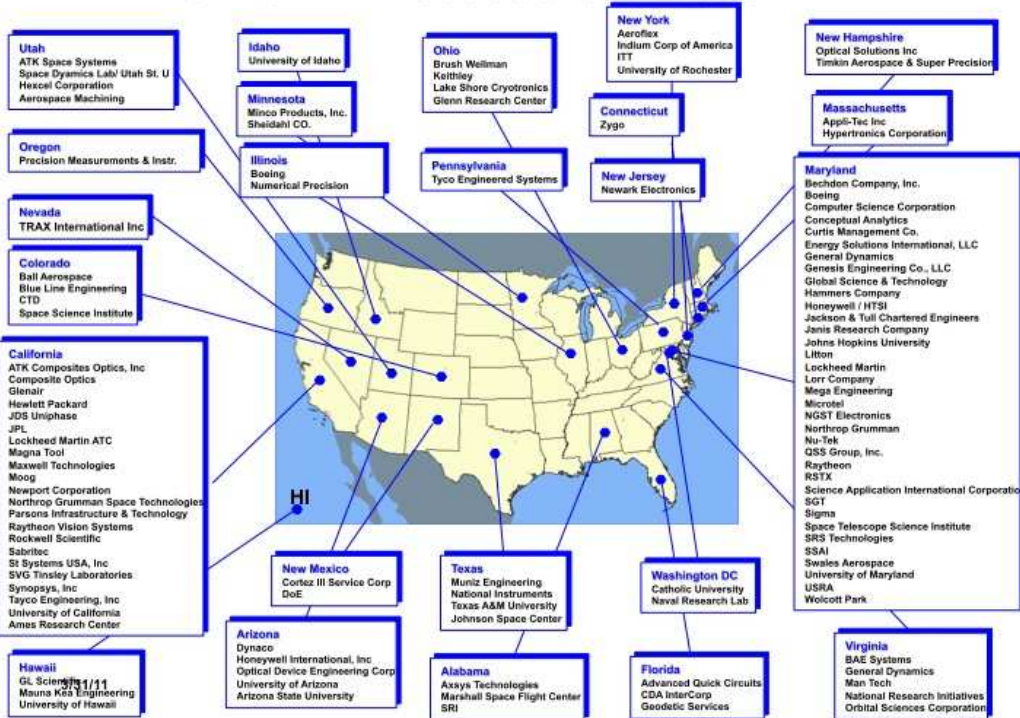 Utah
ATK Space Systems
Space Dyamics Lab/ Utah St. U
Hexcel Corporation
Aerospace Machining
Idaho
University of Idaho
Minnesota
Minco Products, Inc.
Sheidahl CO.
Ohio
Brush Wellman
Keithley
Lake Shore Cryotronics
Glenn Research Center
New York
Aeroflex
Indium Corp of America
ITT
University of Rochester
New Hampshire
Optical Solutions Inc
Timkin Aerospace & Super Precision
Connecticut
Zygo
Massachusetts
Appli-Tec Inc
Hypertronics Corporation
Oregon
Precision Measurements & Instr.
Illinois
Boeing
Numerical Precision
Pennsylvania
Tyco Engineered Systems
New Jersey
Newark Electronics
Nevada
TRAX International Inc
Colorado
Ball Aerospace
Blue Line Engineering
CTD
Space Science Institute
Maryland
Bechdon Company, Inc.
Boeing
Computer Science Corporation
Conceptual Analytics
Curtis Management Co.
Energy Solutions International, LLC
General Dynamics
Genesis Engineering Co., LLC
Global Science & Technology
Hammers Company
Honeywell / HTSI
Jackson & Tull Chartered Engineers
Janis Research Company
Johns Hopkins University
Litton
Lockheed Martin
Lorr Company
Mega Engineering
Microtel
NGST Electronics
Northrop Grumman
Nu-Tek
QSS Group, Inc.
Raytheon
RSTX
Science Application International Corporatio
SGT
Sigma
Space Telescope Science Institute
SRS Technologies
SSAI
Swales Aerospace
University of Maryland
USRA
Wolcott Park
California
ATK Composites Optics, Inc
Composite Optics
Glenair
Hewlett Packard
JDS Uniphase
JPL
Lockheed Martin ATC
Magna Tool
Maxwell Technologies
Moog
Newport Corporation
Northrop Grumman Space Technologies
Parsons Infrastructure & Technology
Raytheon Vision Systems
Rockwell Scientific
Sabritec
St Systems USA, Inc
SVG Tinsley Laboratories
Synopsys, Inc
Tayco Engineering, Inc
University of California
Ames Research Center
HI
New Mexico
Cortez III Service Corp
DoE
Texas
Muniz Engineering
National Instruments
Texas A&M University
Johnson Space Center
Washington DC
Catholic University
Naval Research Lab
Hawaii
GL Scientific
3/31/11
Mauna Kea Engineering
University of Hawaii
Arizona
Dynaco
Honeywell International, Inc
Optical Device Engineering Corp
University of Arizona
Arizona State University
Alabama
Axsys Technologies
Marshall Space Flight Center
SRI
Florida
Advanced Quick Circuits
CDA InterCorp
Geodetic Services
Virginia
BAE Systems
General Dynamics
Man Tech
National Research Initiatives
Orbital Sciences Corporation